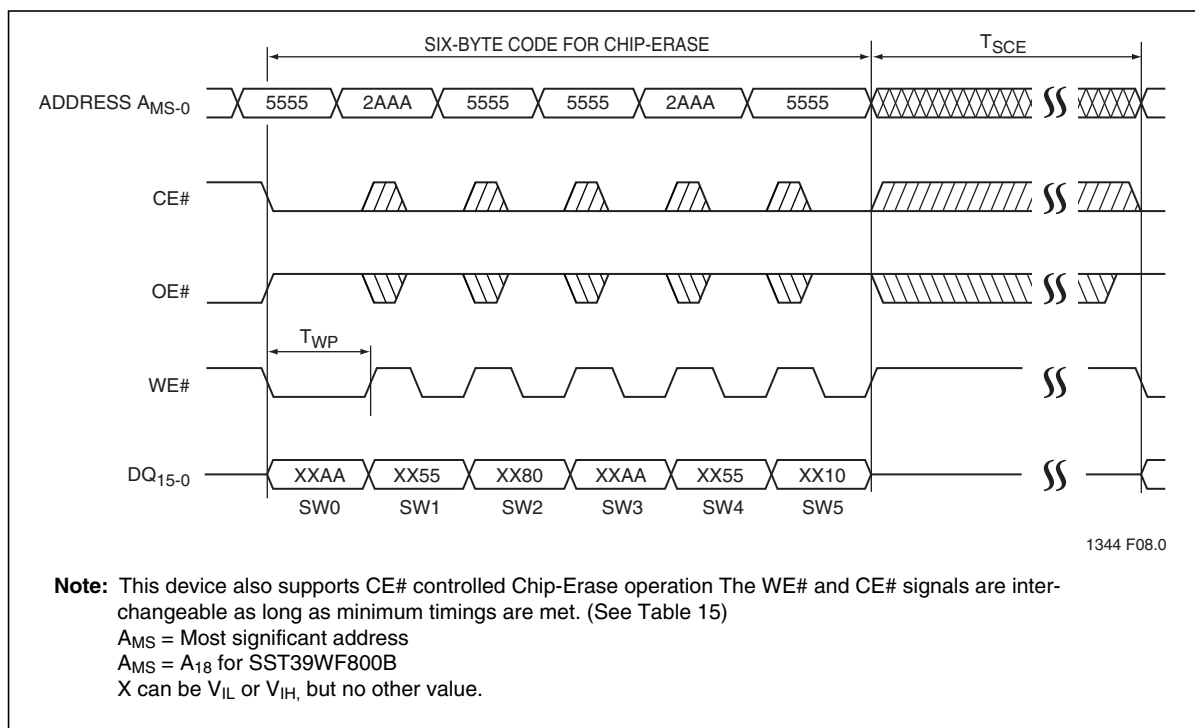 SIX-BYTE CODE FOR CHIP-ERASE TSCE
ADDRESS AMS-0 5555 2AAA 5555 5555 2AAA 5555
CE#
OE#
TWP
WE#
DQ15-0 XXAA XX55 XX80 XXAA XX55 XX10
SW0 SW1 SW2 SW3 SW4 SW5
1344 F08.0
Note: This device also supports CE# controlled Chip-Erase operation The WE# and CE# signals are inter-
changeable as long as minimum timings are met. (See Table 15)
AMS = Most significant address
AMS = A18 for SST39WF800B
X can be VIL or VIH, but no other value.